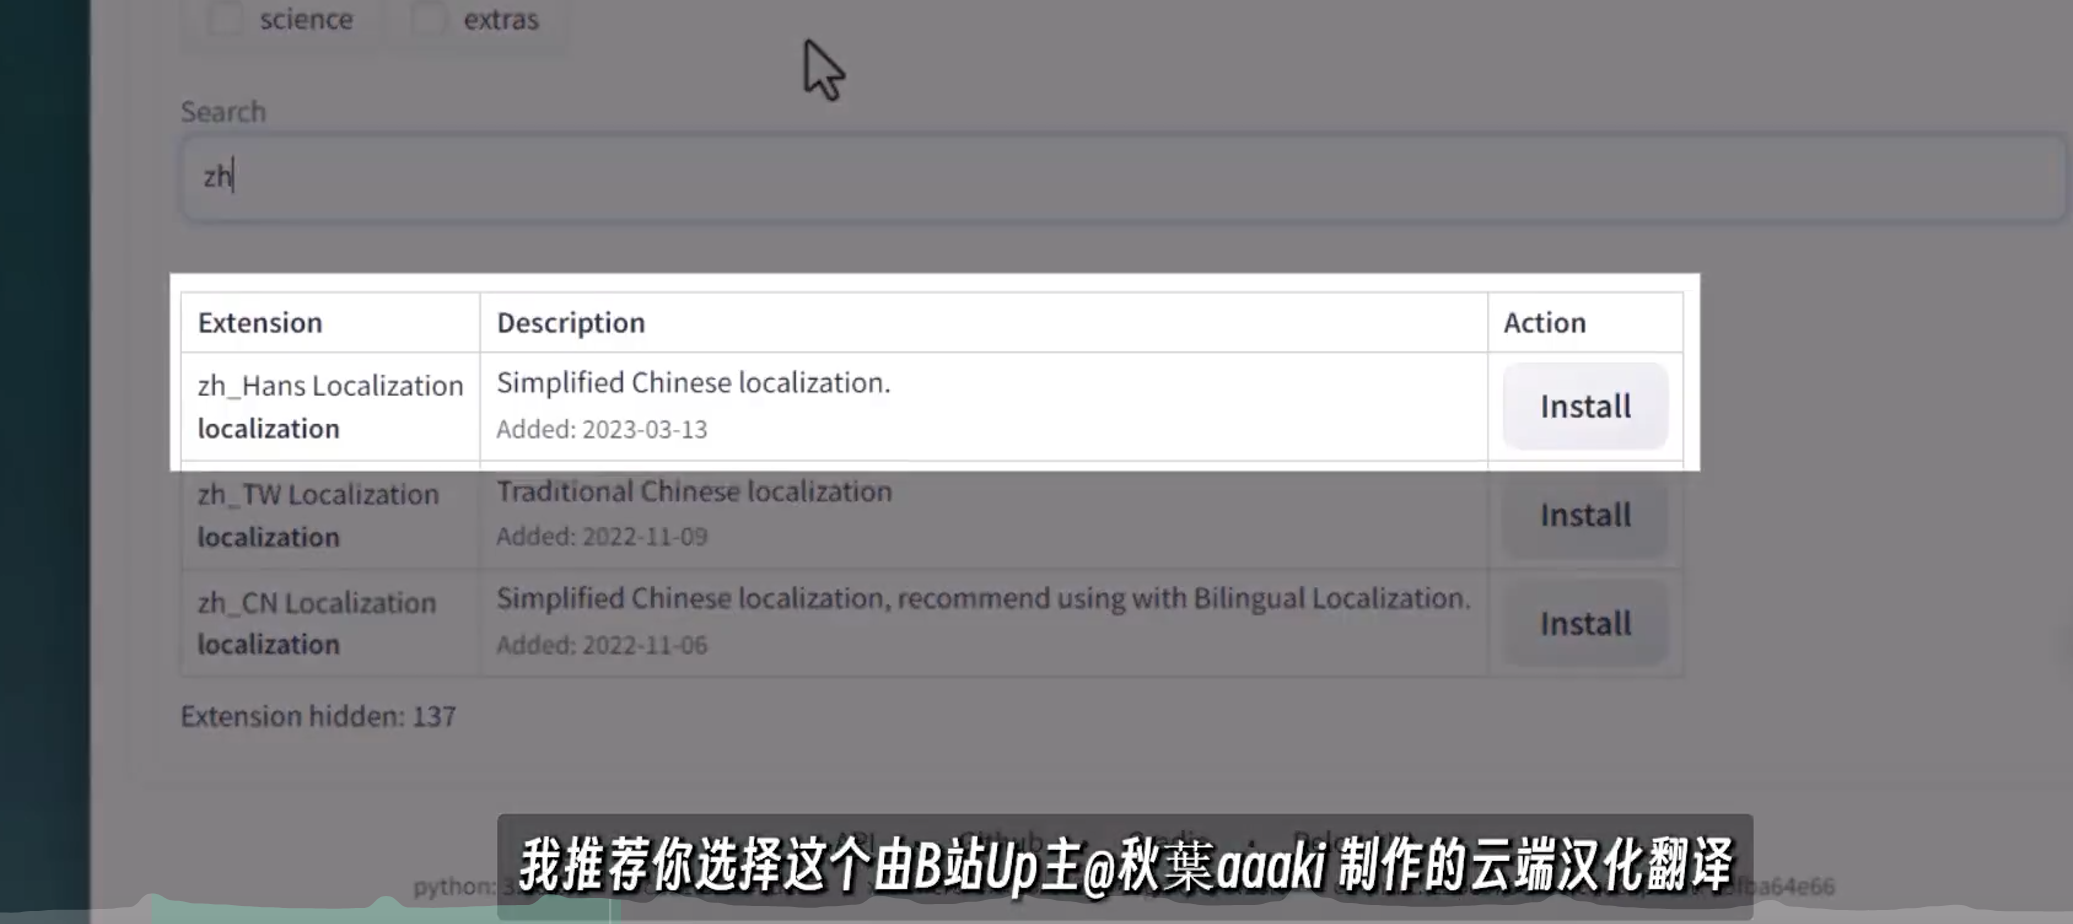 science extras
Search
zh
Extension Description Action
zh_Hans Localization
localization
Simplified Chinese localization.
Added: 2023-03-13
Install
zh_TW Localization
localization
Traditional Chinese localization
Added: 2022-11-09
Install
zh_CN Localization
localization
Simplified Chinese localization, recommend using with Bilingual Localization.
Added: 2022-11-06
Install
Extension hidden: 137
我推荐你选择这个由B站Up主@秋葉aaaki 制作的云端汉化翻译
python: